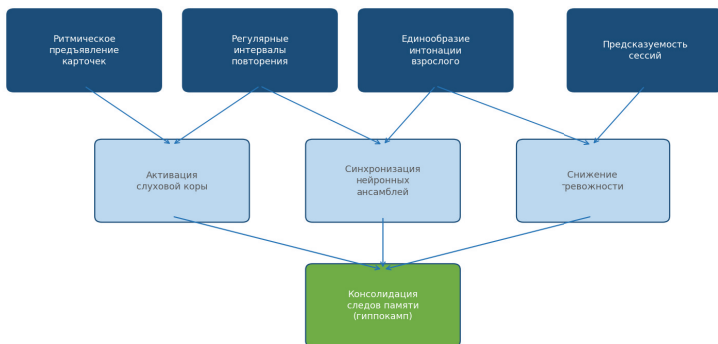 Ритмическое
предъявление
карточек
Регулярные
интервалы
повторения
Единообразие
интонации
взрослого
Предсказуемость
сессий
Активация
слуховой коры
Синхронизация
нейронных
ансамблей
Снижение
тревожности
Консолидация
следов памяти
(гиппокамп)